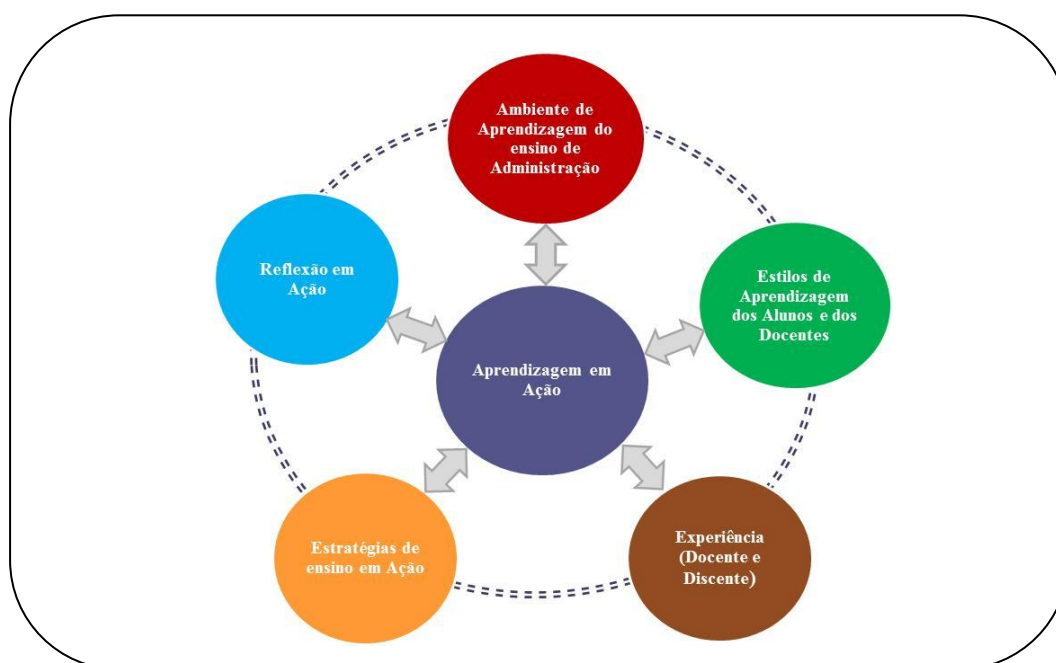 Ambiente de
Aprendizagem do
ensino de
Administração
Reflexão em
Ação
Estilos de
Aprendizagem
dos Alunos e dos
Docentes
Aprendizagem em
Ação
Estratégias de
ensino em Ação
Experiência
(Docente e
Discente)